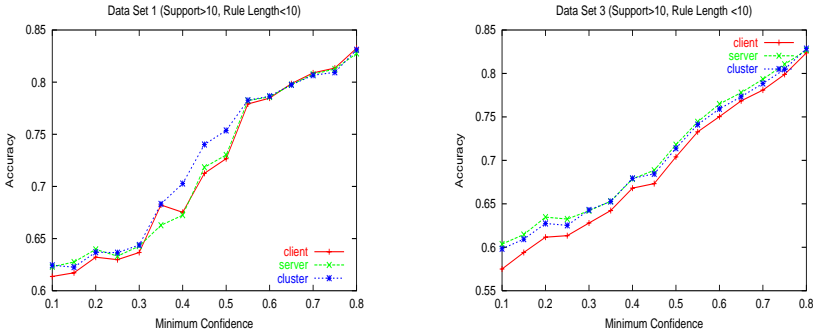 Data Set 1 (Support>10, Rule Length<10)
0.85
0.8
0.75
0.7
0.65
0.6
Accuracy
client
server
cluster
0.1 0.2 0.3 0.4 0.5 0.6 0.7 0.8
Minimum Confidence
Data Set 3 (Support>10, Rule Length <10)
0.85
0.8
0.75
0.7
0.65
0.6
0.55
Accuracy
client
server
cluster
0.1 0.2 0.3 0.4 0.5 0.6 0.7 0.8
Minimum Confidence